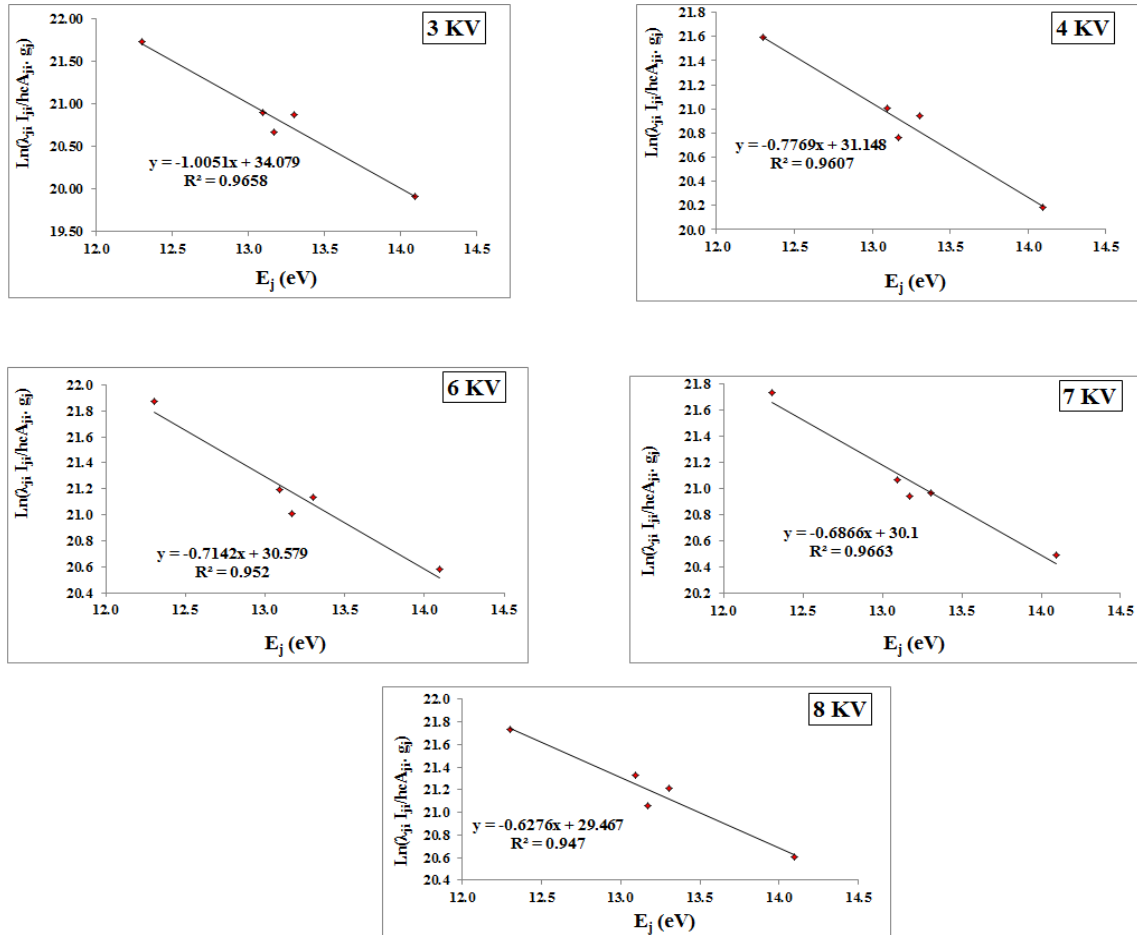 3 KV
Ln(λji Iji/hcAji. gj)
22.00
21.50
21.00
20.50
20.00
19.50
y = -1.0051x + 34.079
R² = 0.9658
12.0 12.5 13.0 13.5 14.0 14.5
Ej (eV)
4 KV
Ln(λji Iji/hcAji. gj)
21.8
21.6
21.4
21.2
21.0
20.8
20.6
20.4
20.2
20.0
y = -0.7769x + 31.148
R² = 0.9607
12.0 12.5 13.0 13.5 14.0 14.5
Ej (eV)
6 KV
Ln(λji Iji/hcAji. gj)
22.0
21.8
21.6
21.4
21.2
21.0
20.8
20.6
20.4
y = -0.7142x + 30.579
R² = 0.952
12.0 12.5 13.0 13.5 14.0 14.5
Ej (eV)
7 KV
Ln(λji Iji/hcAji. gj)
21.8
21.6
21.4
21.2
21.0
20.8
20.6
20.4
20.2
y = -0.6866x + 30.1
R² = 0.9663
12.0 12.5 13.0 13.5 14.0 14.5
Ej (eV)
8 KV
Ln(λji Iji/hcAji. gj)
22.0
21.8
21.6
21.4
21.2
21.0
20.8
20.6
20.4
y = -0.6276x + 29.467
R² = 0.947
12.0 12.5 13.0 13.5 14.0 14.5
Ej (eV)